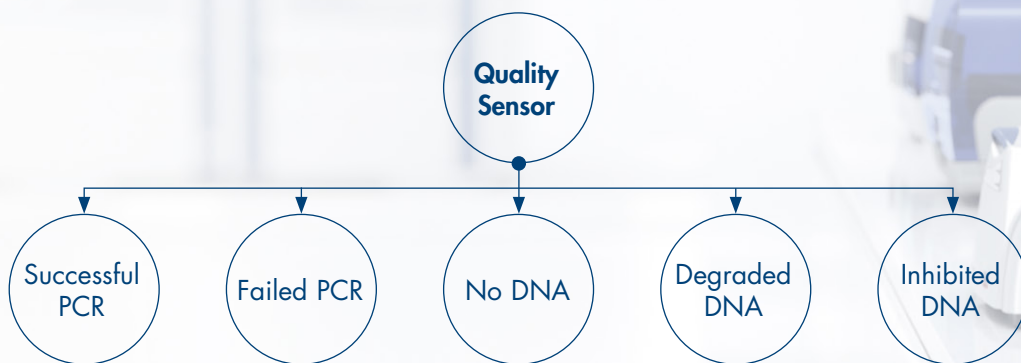 Quality
Sensor
Successful
PCR
Failed PCR
No DNA
Degraded
DNA
Inhibited
DNA